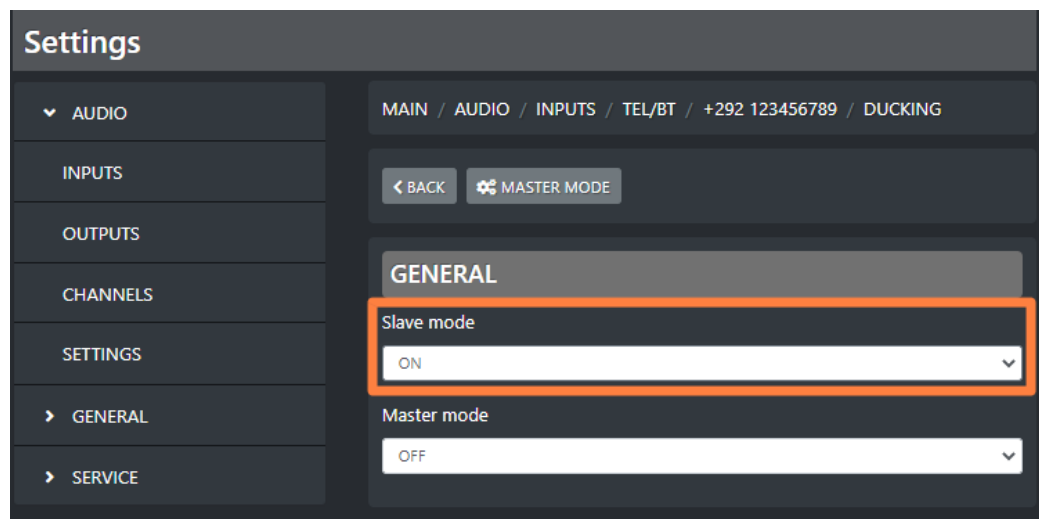 Settings
AUDIO
INPUTS
OUTPUTS
CHANNELS
SETTINGS
GENERAL
SERVICE
MAIN / AUDIO / INPUTS / TEL/BT / +292 123456789 / DUCKING
BACK MASTER MODE
GENERAL
Slave mode
ON
Master mode
OFF